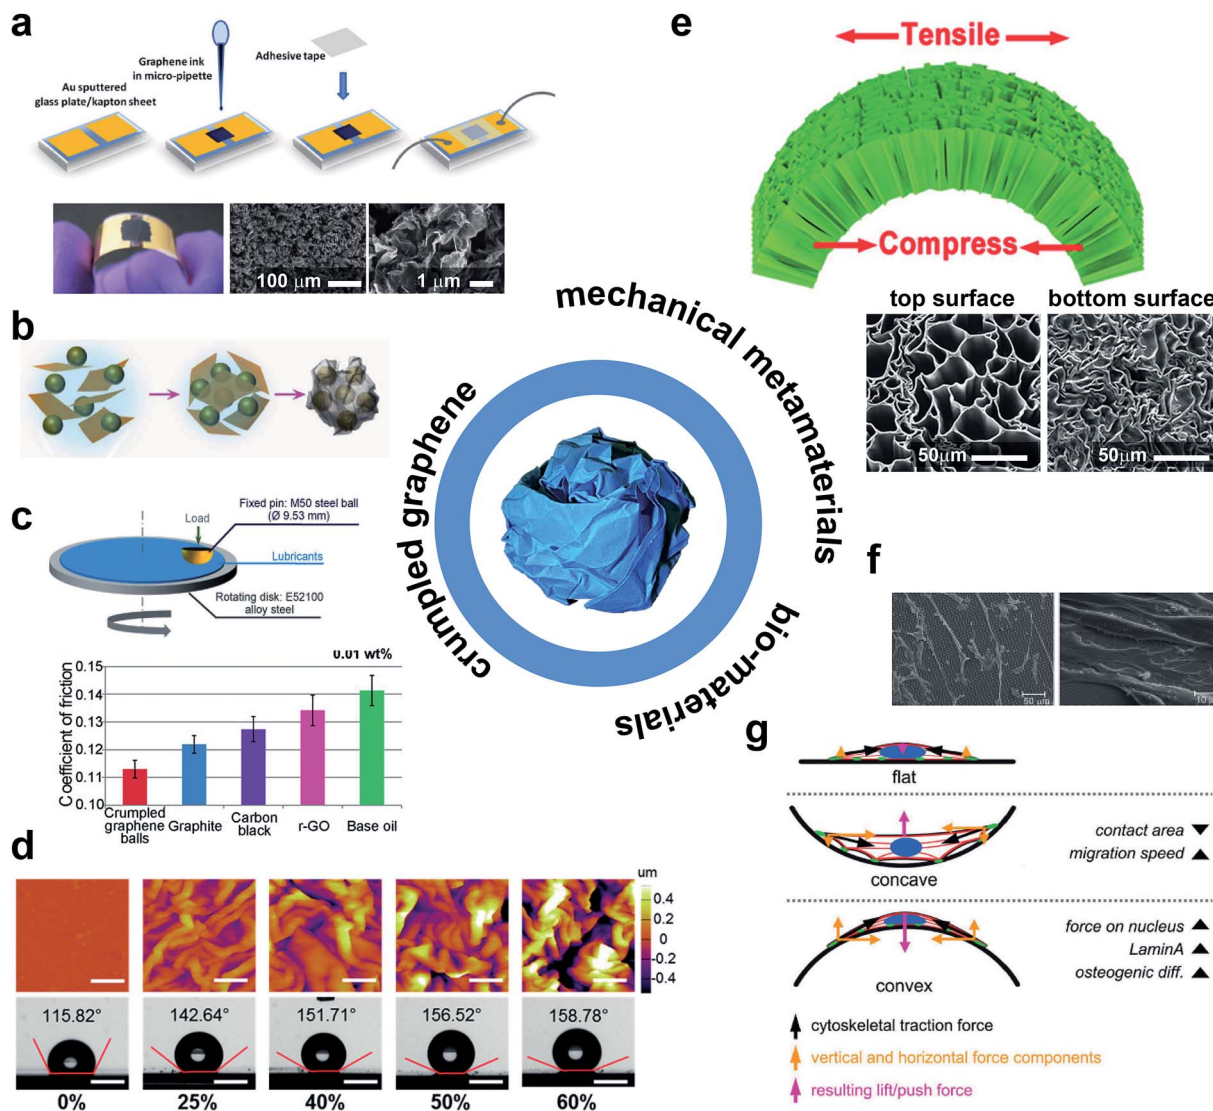 a
Graphene ink
in micro-pipette
Adhesive tape
Au sputtered
glass plate/kapton sheet
100 μm
1 μm
b
c
Fixed pin: M50 steel ball
(Ø 9.53 mm)
Load
Lubricants
Rotating disk: E52100
alloy steel
0.01 wt%
Coefficient of friction
0.15
0.14
0.13
0.12
0.11
0.10
Crumpled
graphene
balls
Graphite
Carbon
black
r-GO
Base oil
d
um
0.4
0.2
0
-0.2
-0.4
115.82°
142.64°
151.71°
156.52°
158.78°
0%
25%
40%
50%
60%
crumpled graphene
mechanical metamaterials
bio-materials
e
Tensile
Compress
top surface
bottom surface
50μm
50μm
f
50 μm
10 μ
g
flat
concave
contact area
migration speed
convex
force on nucleus
LaminA
osteogenic diff.
cytoskeletal traction force
vertical and horizontal force components
resulting lift/push force